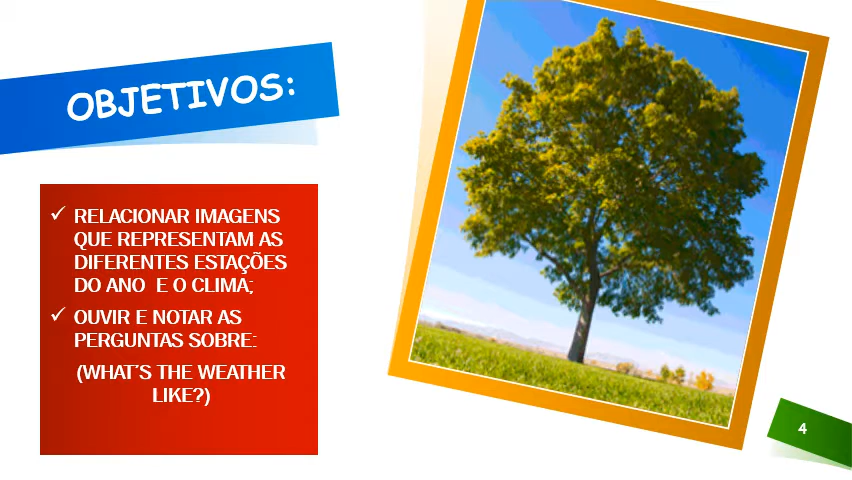 OBJETIVOS:
✓ RELACIONAR IMAGENS
QUE REPRESENTAM AS
DIFERENTES ESTAÇÕES
DO ANO E O CLIMA;
✓ OUVIR E NOTAR AS
PERGUNTAS SOBRE:
(WHAT´S THE WEATHER
LIKE?)
4